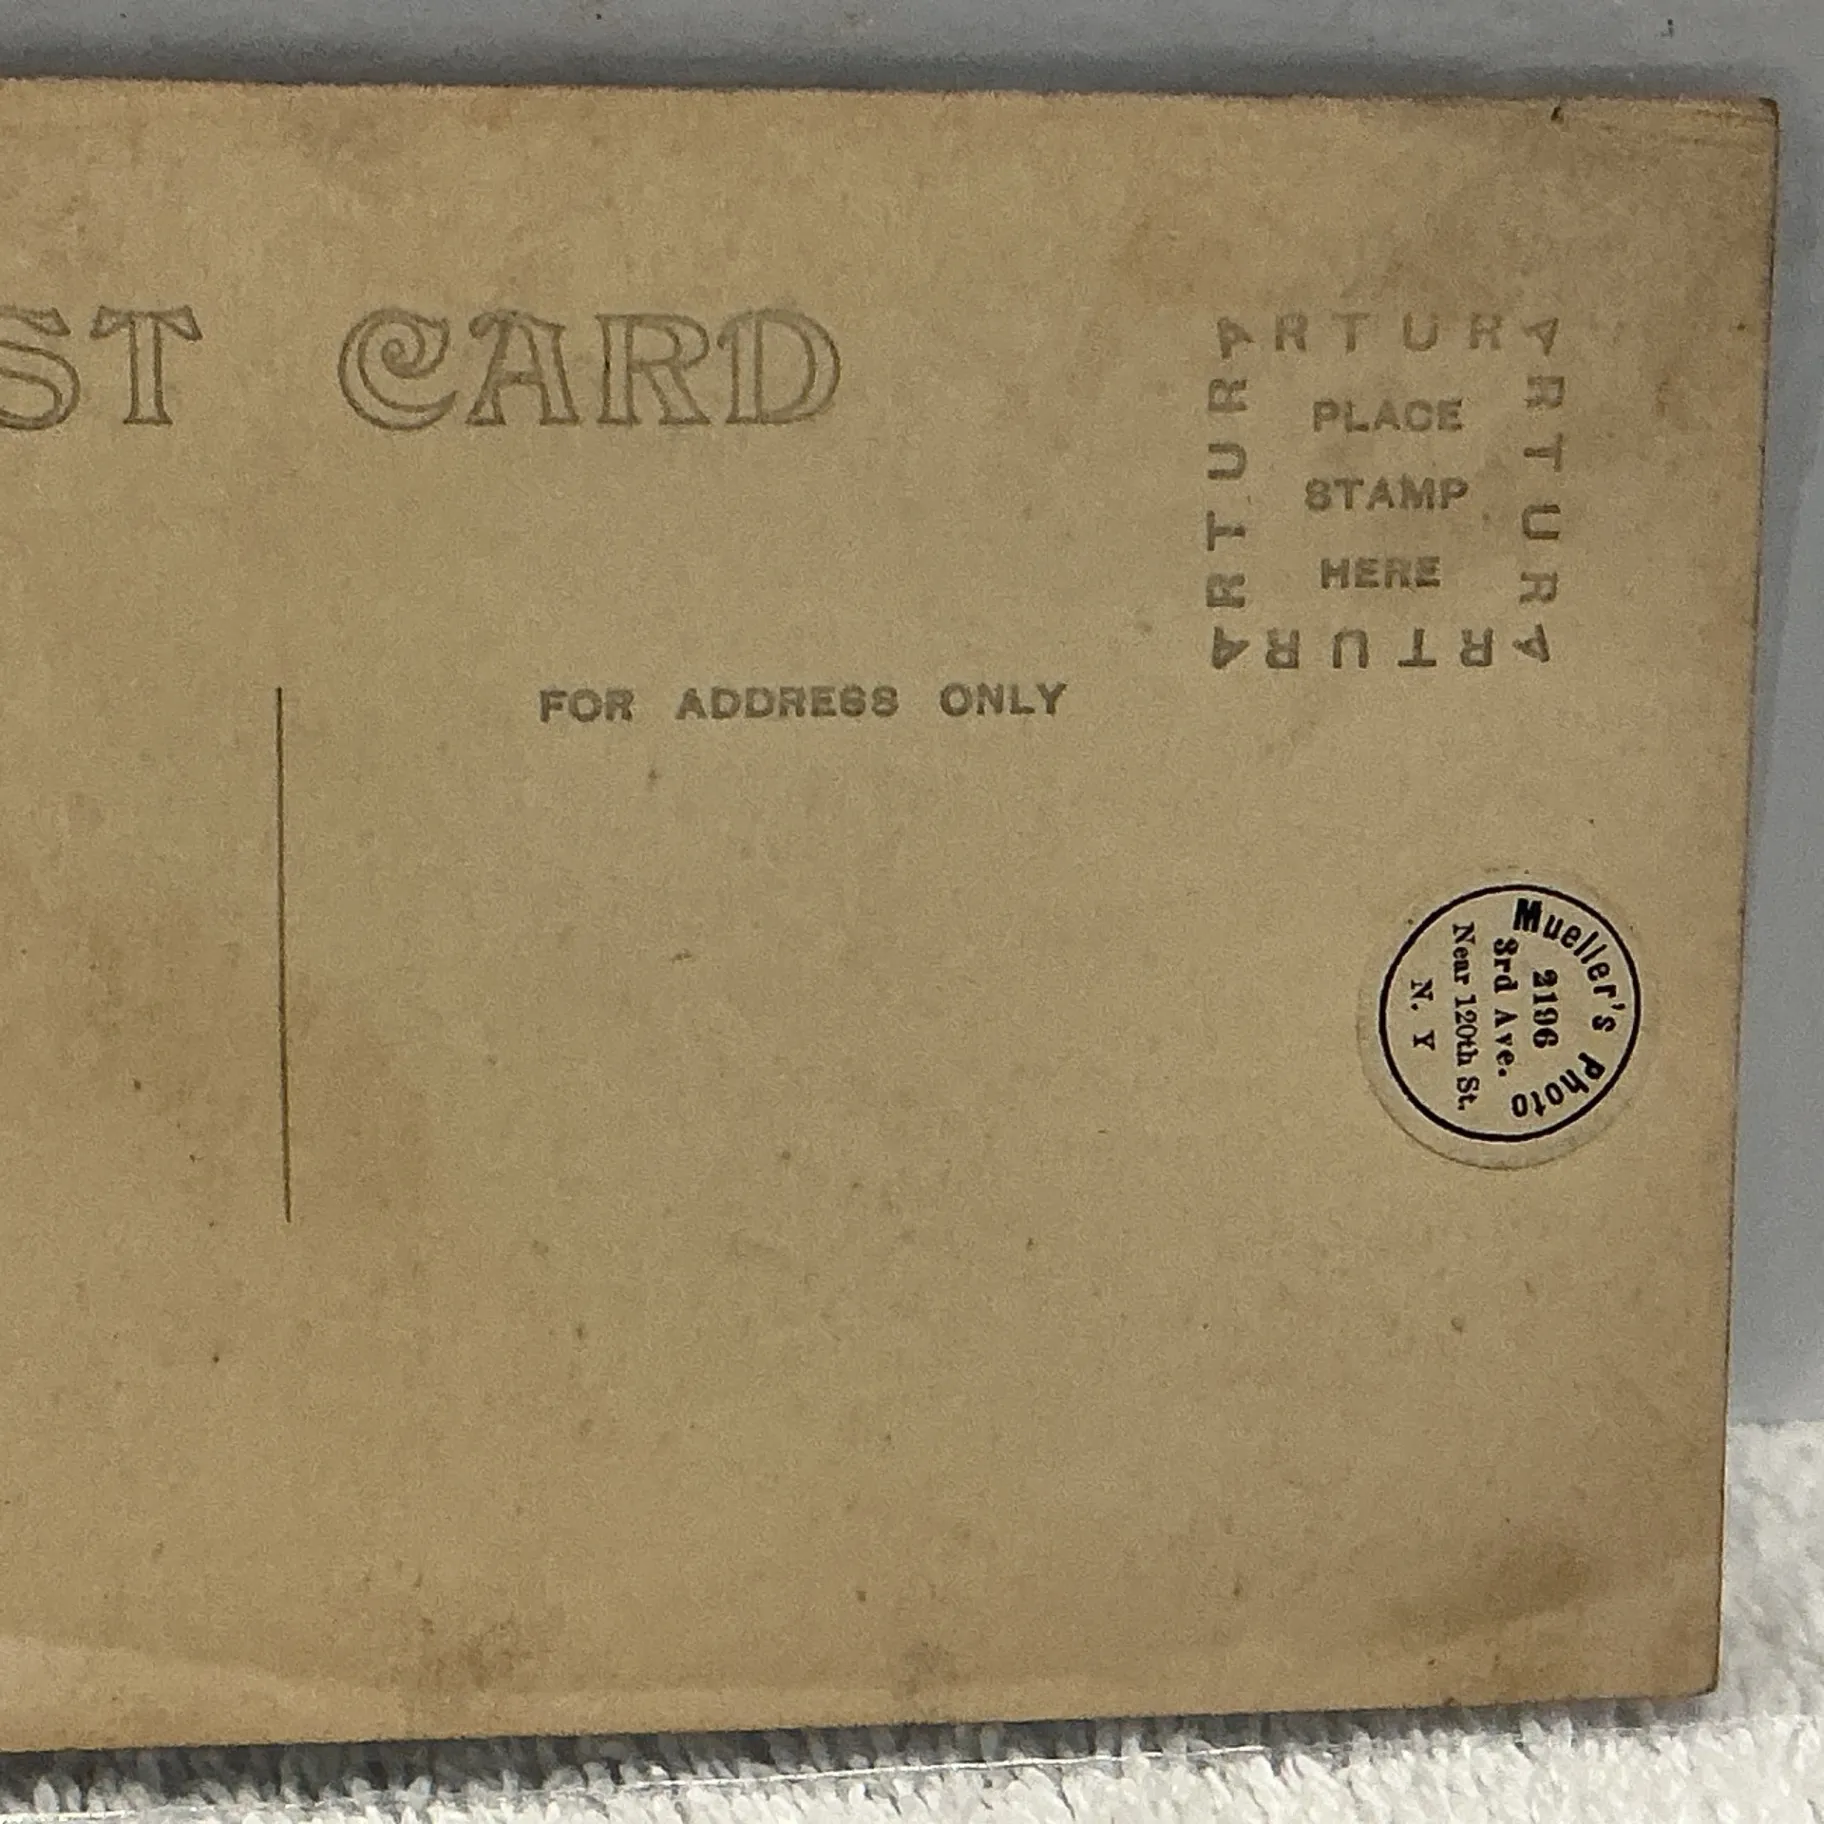 ST CARD
ARTURA
ARTURA
ARTURA
ARTURA
PLACE
STAMP
HERE
FOR ADDRESS ONLY
Mueller's Photo
2196
3rd Ave.
Near 120th St.
N. Y